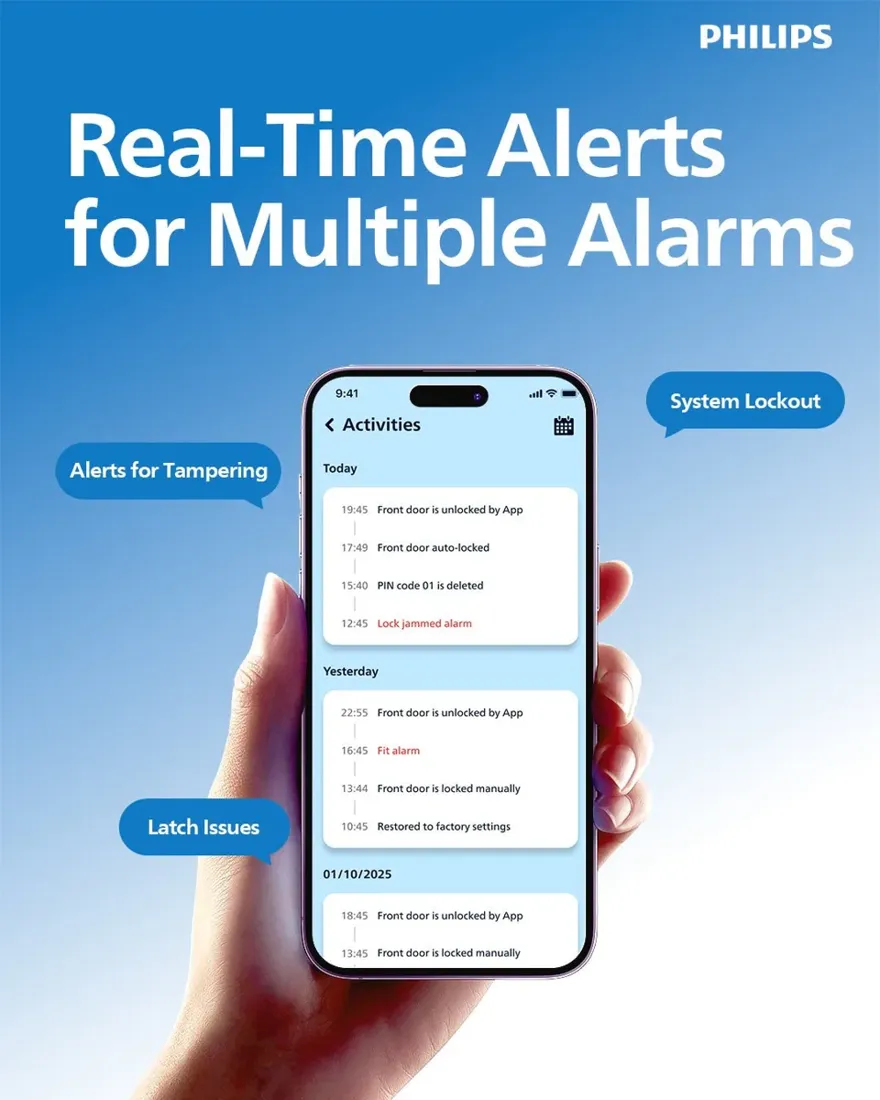 PHILIPS
Real-Time Alerts
for Multiple Alarms
System Lockout
Alerts for Tampering
Latch Issues
9:41
Activities
Today
19:45 Front door is unlocked by App
17:49 Front door auto-locked
15:40 PIN code 01 is deleted
12:45 Lock jammed alarm
Yesterday
22:55 Front door is unlocked by App
16:45 Fit alarm
13:44 Front door is locked manually
10:45 Restored to factory settings
01/10/2025
18:45 Front door is unlocked by App
13:45 Front door is locked manually